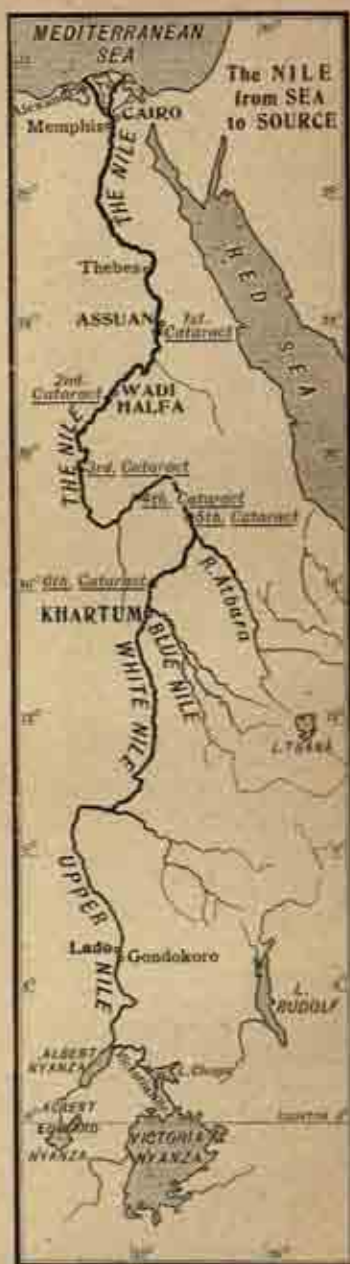 MEDITERRANEAN
SEA
The NILE
from SEA
to SOURCE
Alexandria
CAIRO
Memphis
THE NILE
RED SEA
Thebes
ASSUAN
1st.
Cataract
2nd.
Cataract
WADI
HALFA
THE NILE
3rd. Cataract
4th. Cataract
5th. Cataract
R. Atbara
6th. Cataract
KHARTUM
BLUE NILE
WHITE NILE
L. TSANA
UPPER NILE
Lado
Gondokoro
L.
RUDOLF
ALBERT
NYANZA
L. Choga
ALBERT
EDWARD
NYANZA
VICTORIA
NYANZA